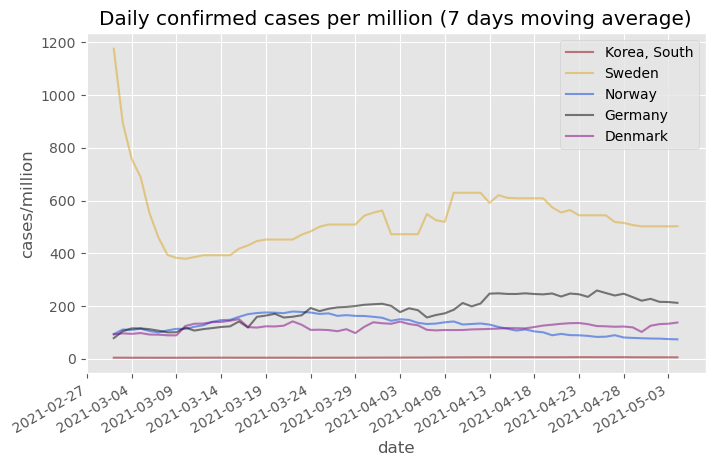 Daily confirmed cases per million (7 days moving average)
1200
1000
800
600
400
200
0
cases/million
Korea, South
Sweden
Norway
Germany
Denmark
2021-02-27
2021-03-04
2021-03-09
2021-03-14
2021-03-19
2021-03-24
2021-03-29
2021-04-03
2021-04-08
2021-04-13
2021-04-18
2021-04-23
2021-04-28
2021-05-03
date